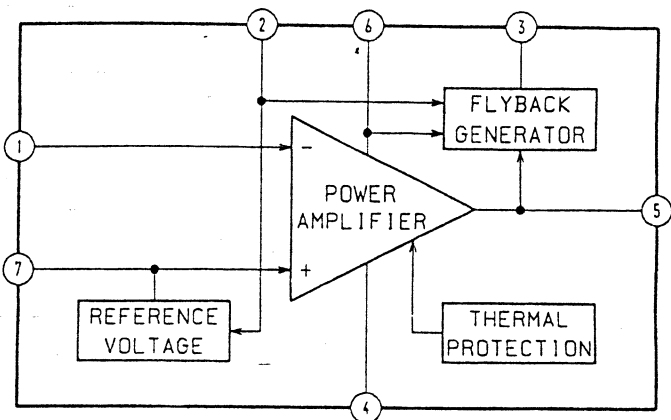 2
6
3
FLYBACK
GENERATOR
1
-
POWER
AMPLIFIER
5
7
+
REFERENCE
VOLTAGE
THERMAL
PROTECTION
4